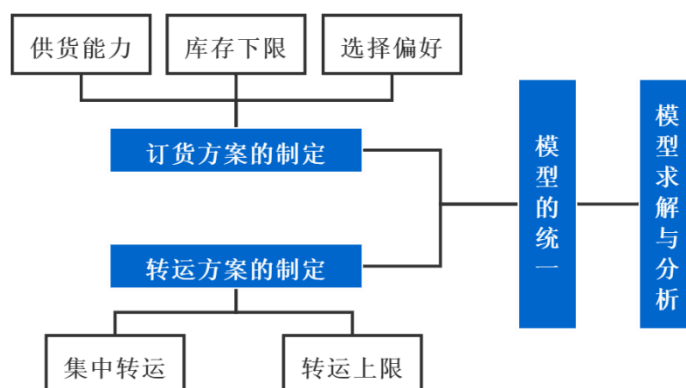 供货能力
库存下限
选择偏好
订货方案的制定
转运方案的制定
集中转运
转运上限
模型的统一
模型求解与分析